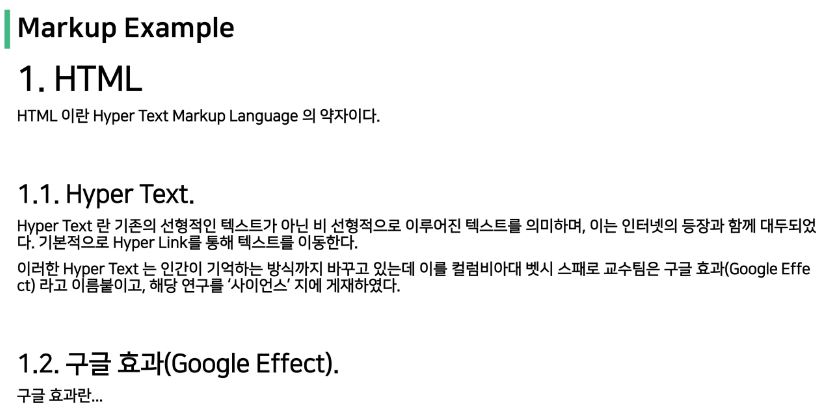 Markup Example
1. HTML
HTML 이란 Hyper Text Markup Language 의 약자이다.
1.1. Hyper Text.
Hyper Text 란 기존의 선형적인 텍스트가 아닌 비 선형적으로 이루어진 텍스트를 의미하며, 이는 인터넷의 등장과 함께 대두되었
다. 기본적으로 Hyper Link를 통해 텍스트를 이동한다.
이러한 Hyper Text 는 인간이 기억하는 방식까지 바꾸고 있는데 이를 컬럼비아대 벳시 스패로 교수팀은 구글 효과(Google Effe
ct) 라고 이름붙이고, 해당 연구를 ‘사이언스’ 지에 게재하였다.
1.2. 구글 효과(Google Effect).
구글 효과란...